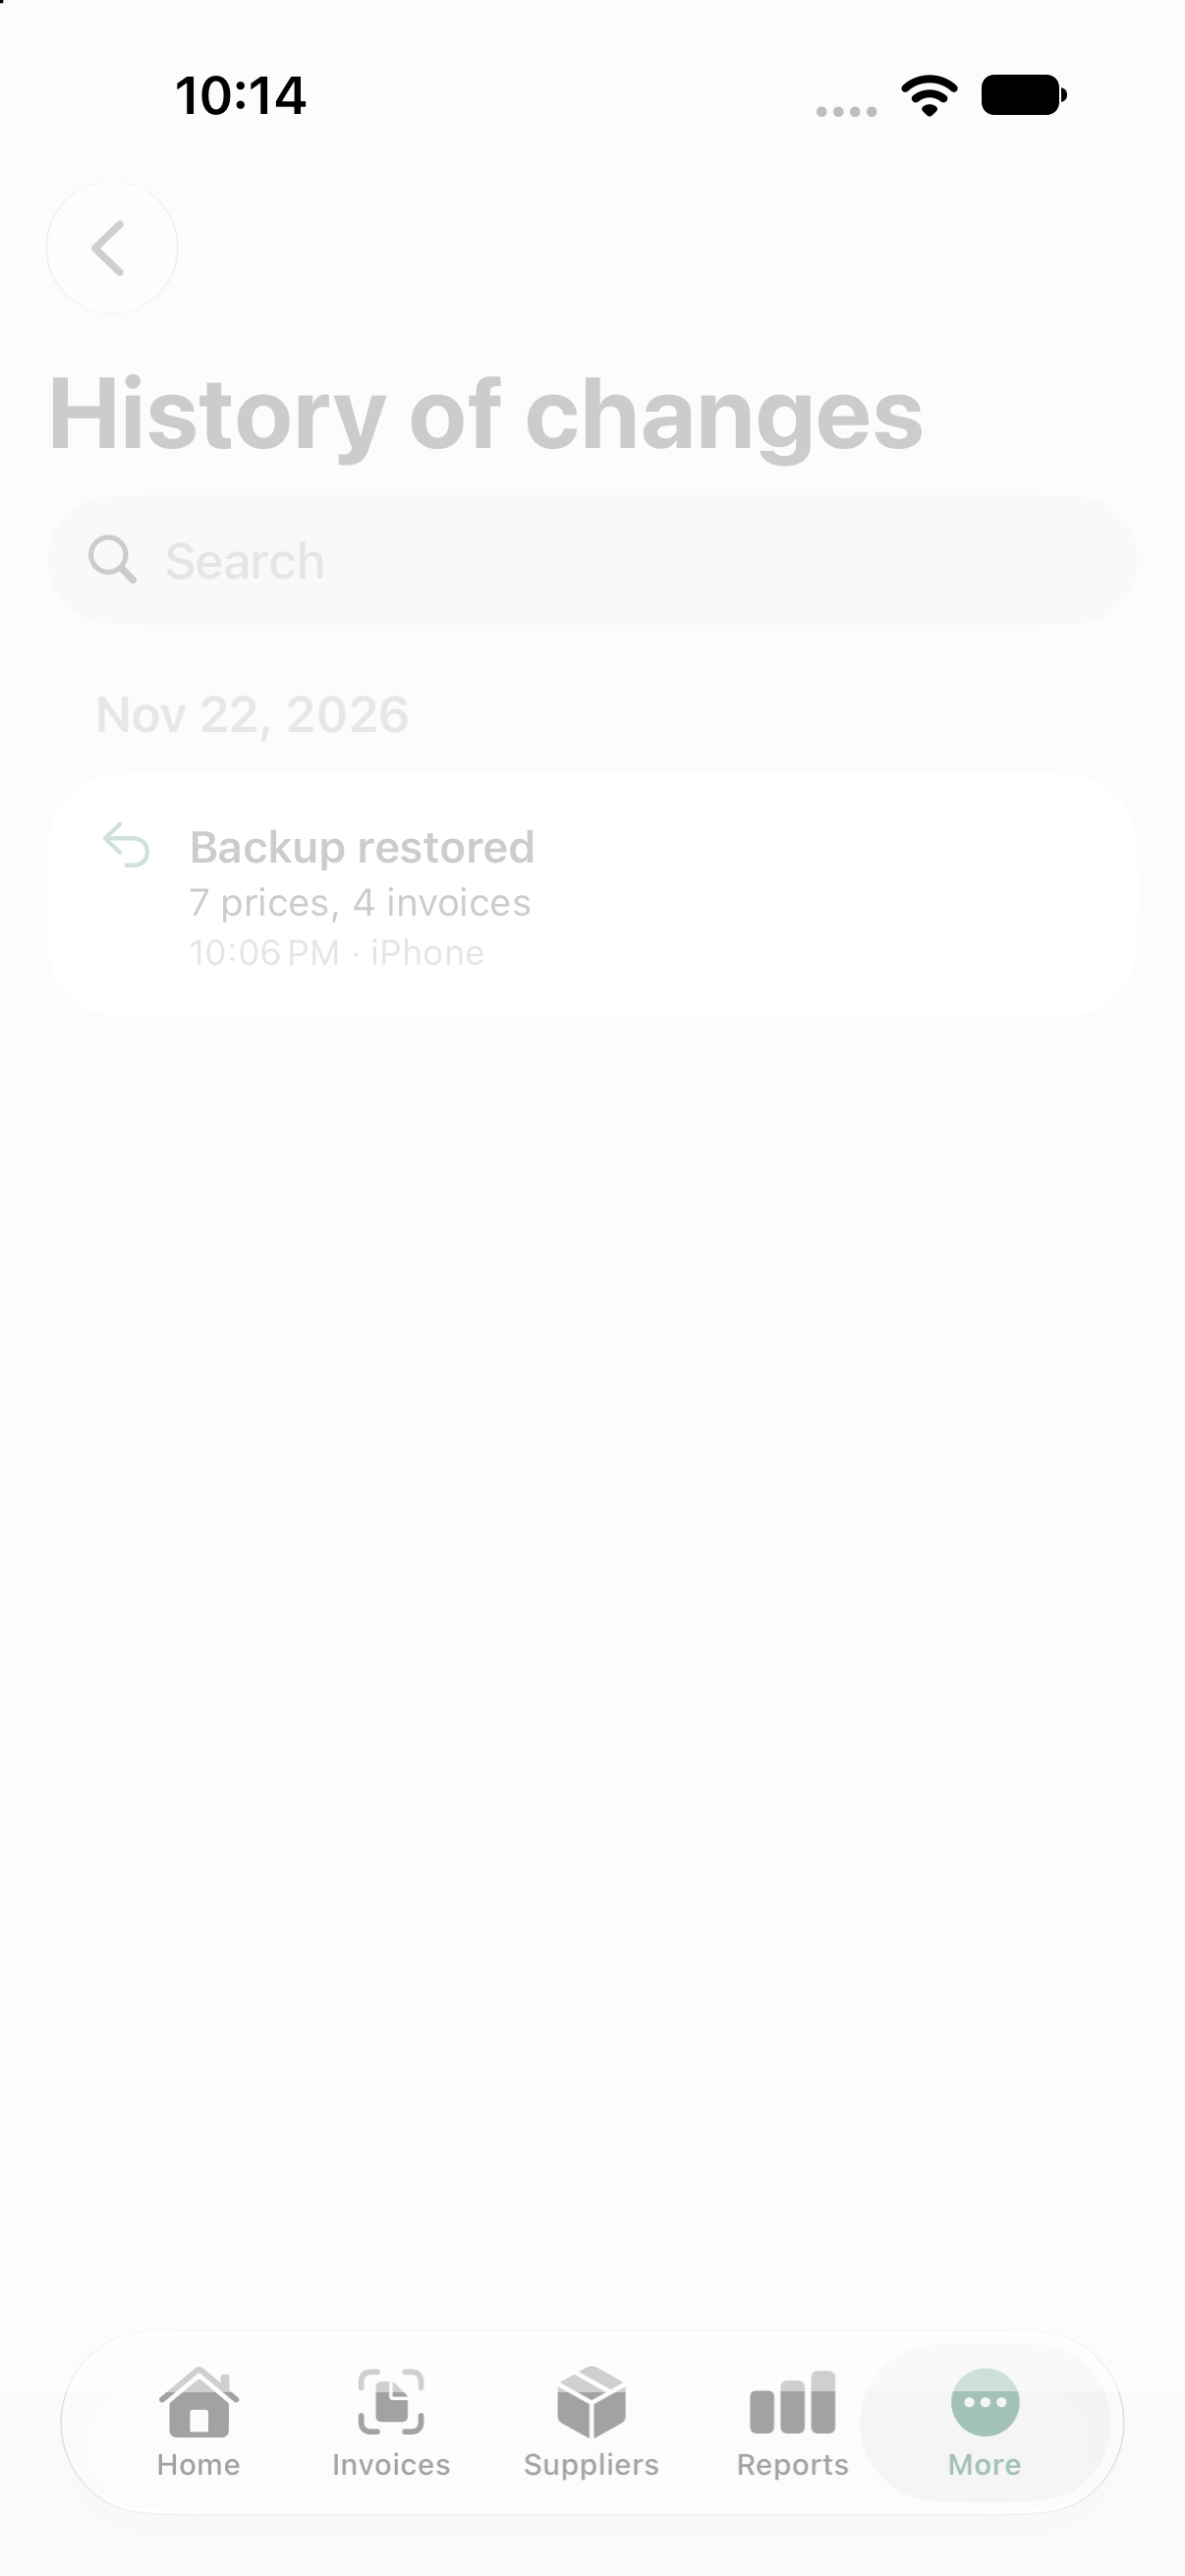 10:14
History of changes
Search
Nov 22, 2026
Backup restored
7 prices, 4 invoices
10:06 PM · iPhone
Home
Invoices
Suppliers
Reports
More